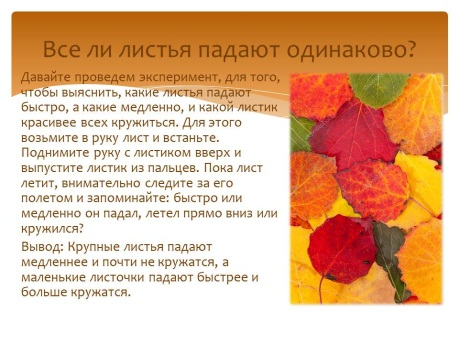 Все ли листья падают одинаково?
Давайте проведем эксперимент, для того,
чтобы выяснить, какие листья падают
быстро, а какие медленно, и какой листик
красивее всех кружиться. Для этого
возьмите в руку лист и встаньте.
Поднимите руку с листиком вверх и
выпустите листик из пальцев. Пока лист
летит, внимательно следите за его
полетом и запоминайте: быстро или
медленно он падал, летел прямо вниз или
кружился?
Вывод: Крупные листья падают
медленнее и почти не кружатся, а
маленькие листочки падают быстрее и
больше кружатся.